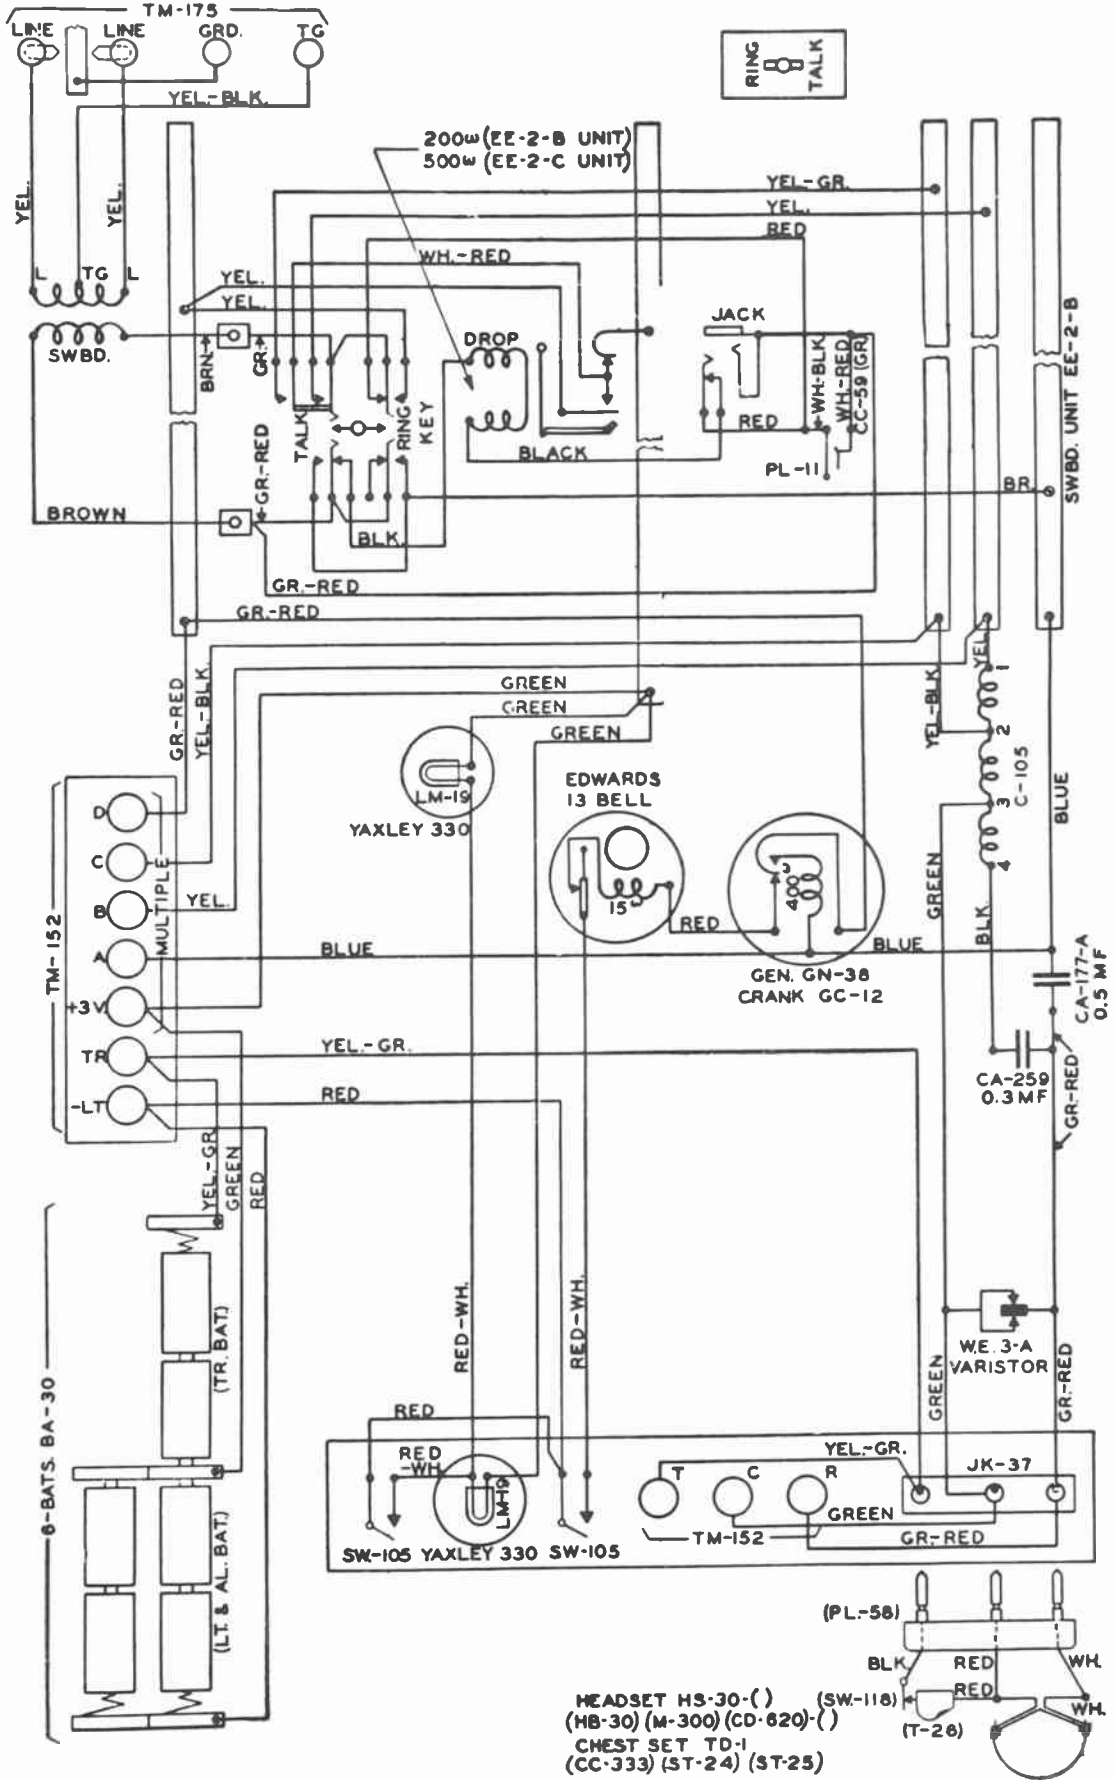 TM-175
LINE LINE GRD. TG
YEL.-BLK.
RING
TALK
200ω (EE-2-B UNIT)
500ω (EE-2-C UNIT)
YEL.
YEL.
YEL-GR.
YEL.
RED
WH.-RED
L TG L
YEL.
YEL.
SWBD.
BRN.
GR.
DROP
JACK
WH-BLK
WH.-RED
CC-59 (GR)
SWBD. UNIT EE-2-B
TALK
RING
KEY
RED
BLACK
PL-11
GR.-RED
BR.
BROWN
BLK.
GR.-RED
GR.-RED
GR.-RED
YEL-BLK.
GREEN
GREEN
GREEN
YEL-BLK
YEL.
1
2
3
4
C-105
BLUE
LM-19
YAXLEY 330
EDWARDS
13 BELL
15ω
RED
400ω
GEN. GN-38
CRANK GC-12
GREEN
BLK.
TM-152
MULTIPLE
D
C
B
A
+3V.
TR
-LT
YEL.
BLUE
BLUE
YEL.-GR.
RED
CA-177-A
0.5 MF
CA-259
0.3 MF
GR-RED
YEL.-GR.
GREEN
RED
6-BATS. BA-30
(TR. BAT.)
(LT. & AL. BAT.)
RED-WH.
RED-WH.
W.E. 3-A
VARISTOR
GREEN
GR.-RED
RED
RED
-WH.
LM-19
SW-105 YAXLEY 330 SW-105
T C R
YEL.-GR.
JK-37
GREEN
TM-152
GR.-RED
(PL.-58)
BLK. RED WH.
(SW.-118) RED WH.
(T-26)
HEADSET HS-30-( )
(HB-30) (M-300) (CD-620)-( )
CHEST SET TD-1
(CC-333) (ST-24) (ST-25)